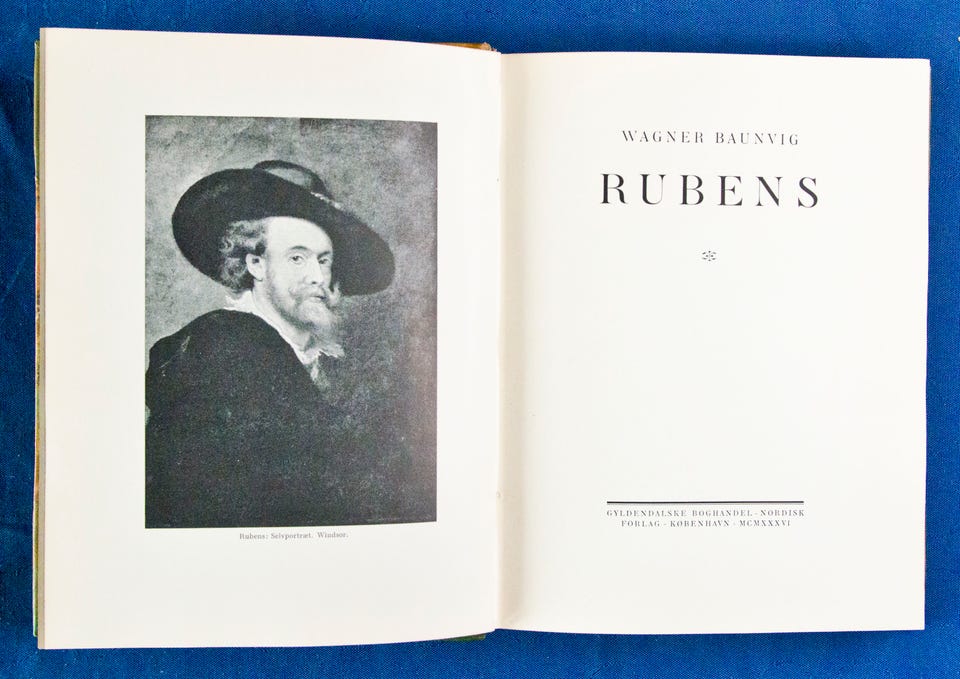 Rubens: Selvportræt. Windsor.
WAGNER BAUNVIG
RUBENS
GYLDENDALSKE BOGHANDEL · NORDISK
FORLAG · KØBENHAVN · MCMXXXVI